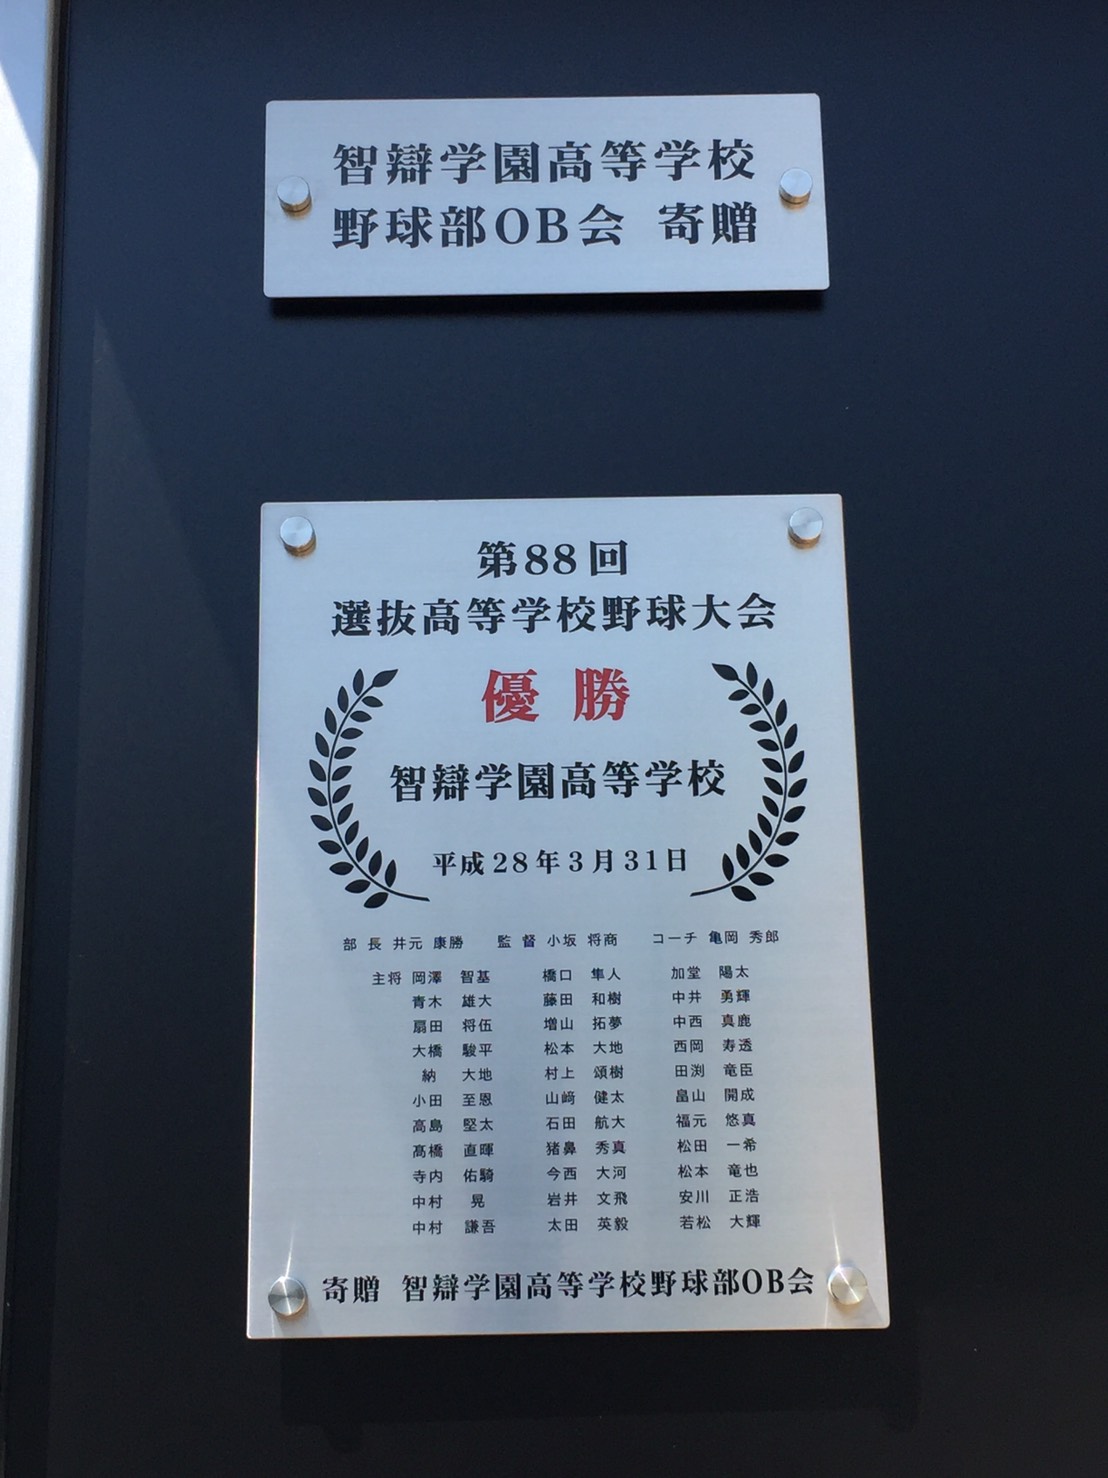 智辯学園高等学校
野球部OB会 寄贈
第88回
選抜高等学校野球大会
優勝
智辯学園高等学校
平成28年3月31日
部長 井元 康勝 監督 小坂 将商 コーチ 亀岡 秀郎
主将 岡澤 智基 橋口 隼人 加堂 陽太
青木 雄大 藤田 和樹 中井 勇輝
扇田 将伍 増山 拓夢 中西 真鹿
大橋 駿平 松本 大地 西岡 寿透
納 大地 村上 頌樹 田渕 竜臣
小田 至恩 山﨑 健太 畠山 開成
高島 堅太 石田 航大 福元 悠真
髙橋 直暉 猪鼻 秀真 松田 一希
寺内 佑騎 今西 大河 松本 竜也
中村 晃 岩井 文飛 安川 正浩
中村 謙吾 太田 英毅 若松 大輝
寄贈 智辯学園高等学校野球部OB会